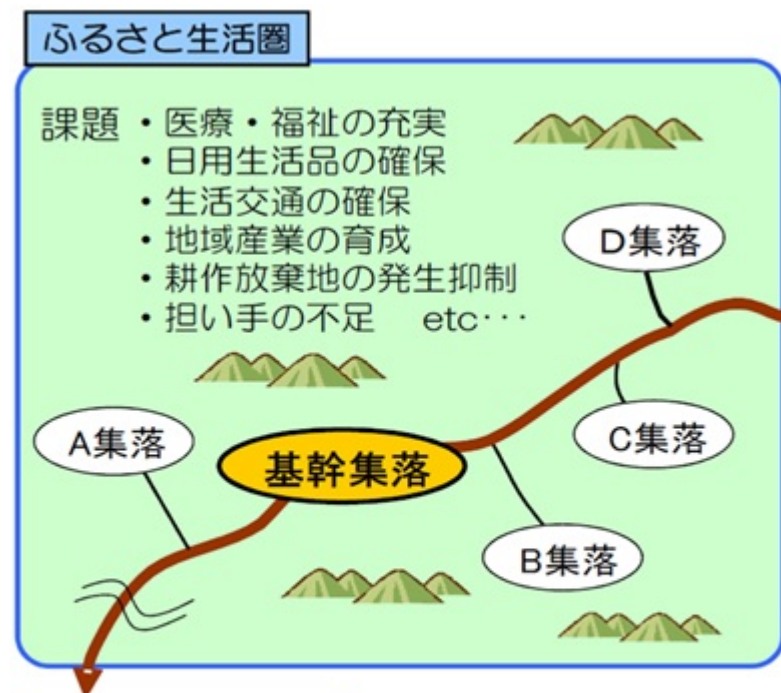 ふるさと生活圏
課題 ・医療・福祉の充実
・日用生活品の確保
・生活交通の確保
・地域産業の育成
・耕作放棄地の発生抑制
・担い手の不足 etc・・・
D集落
A集落
基幹集落
C集落
B集落